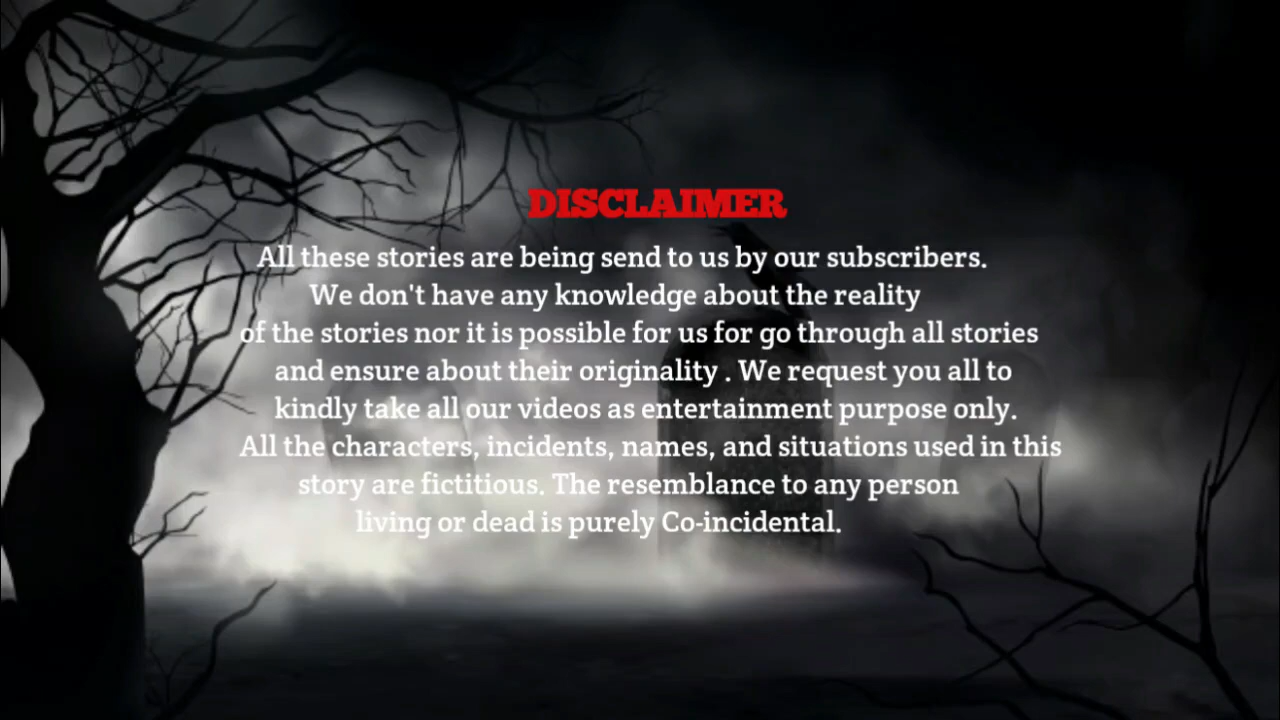 DISCLAIMER
All these stories are being send to us by our subscribers.
We don't have any knowledge about the reality
of the stories nor it is possible for us for go through all stories
and ensure about their originality . We request you all to
kindly take all our videos as entertainment purpose only.
All the characters, incidents, names, and situations used in this
story are fictitious. The resemblance to any person
living or dead is purely Co-incidental.